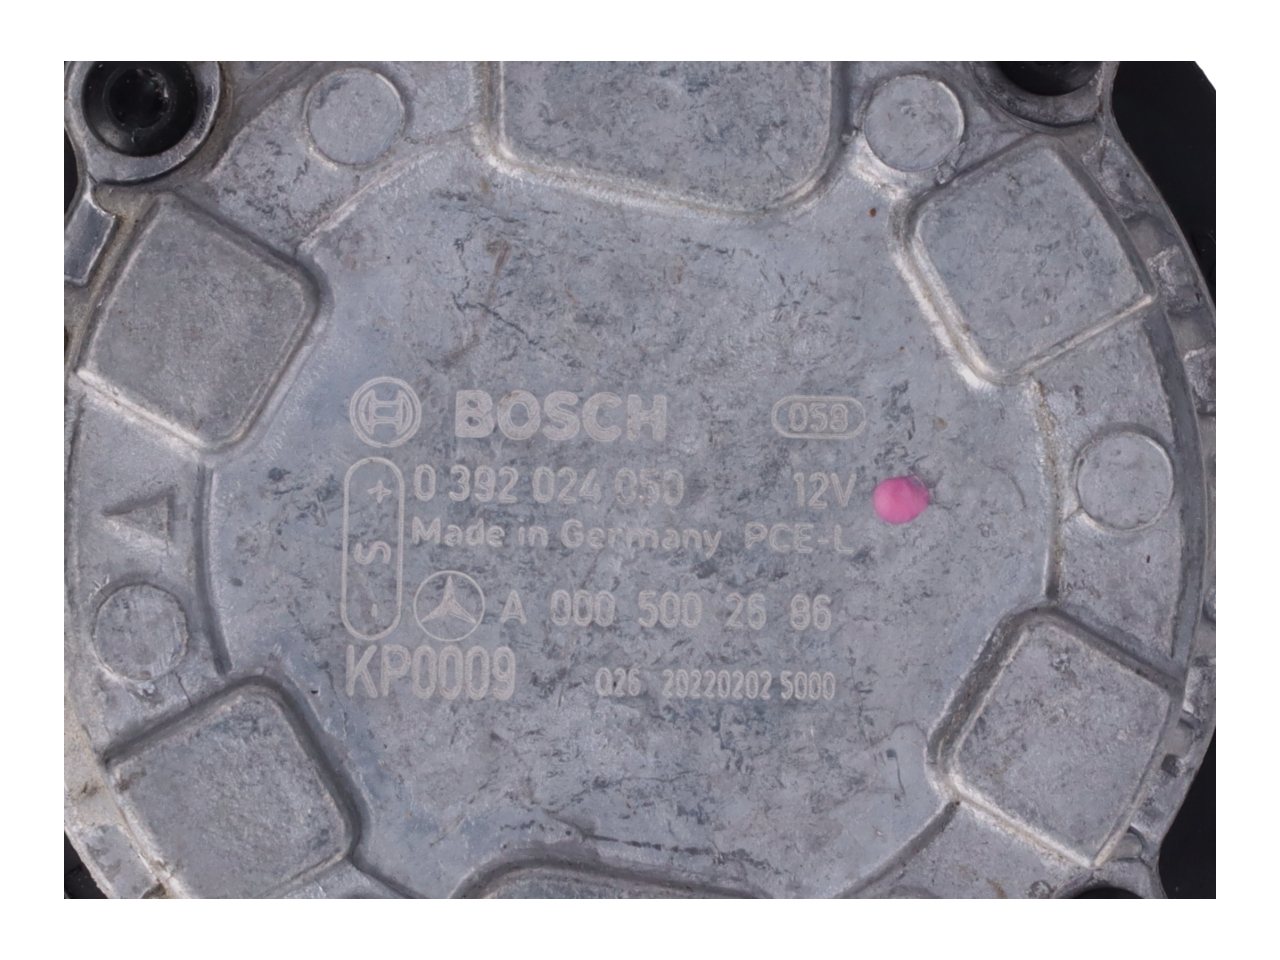 BOSCH 058
+ 0 392 024 050 12V
S Made in Germany PCE-L
- A 000 500 26 86
KP0009 026 20220202 5000